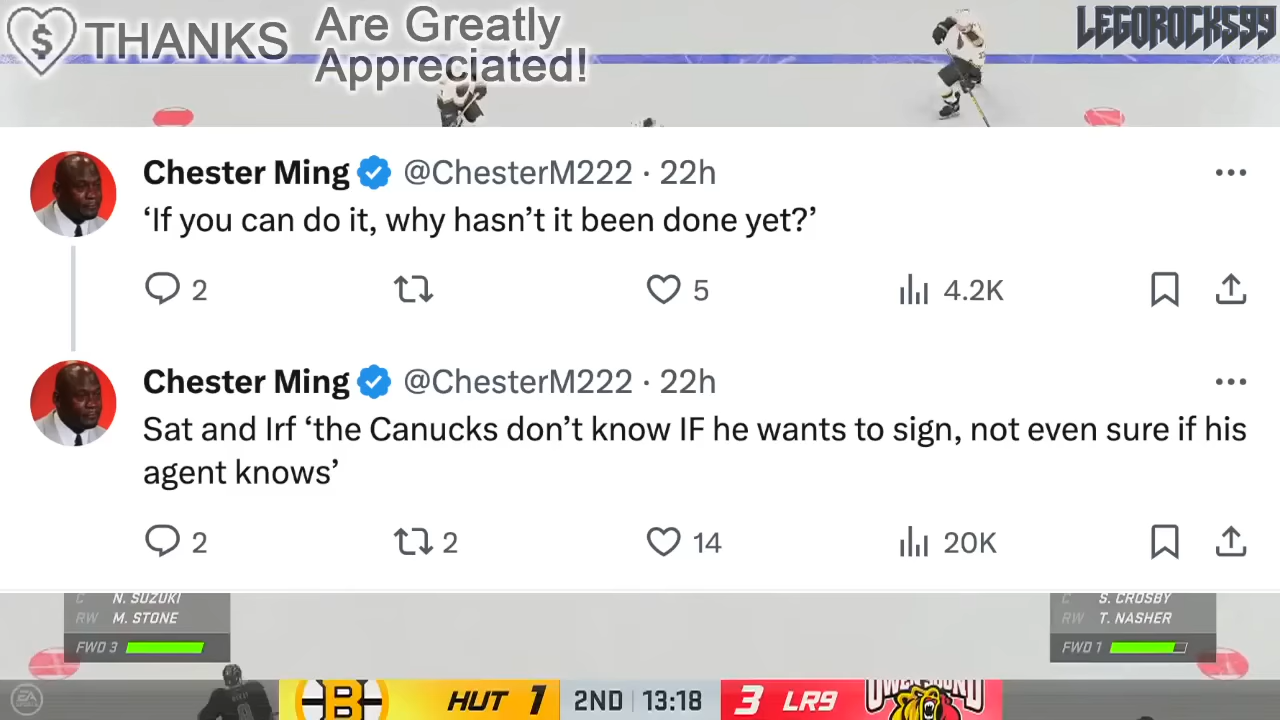 THANKS
Are Greatly
Appreciated!
LEGOROCKS99
Chester Ming @ChesterM222 · 22h
‘If you can do it, why hasn’t it been done yet?’
2 5 4.2K
Chester Ming @ChesterM222 · 22h
Sat and Irf ‘the Canucks don’t know IF he wants to sign, not even sure if his
agent knows’
2 2 14 20K
C N. SUZUKI
RW M. STONE
FWD 3
C S. CROSBY
RW T. NASHER
FWD 1
EA
B HUT 1 2ND 13:18 3 LR9 OWEN SOUND